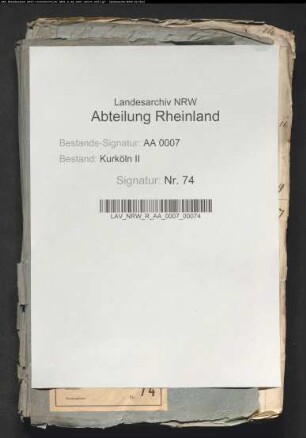 Landesarchiv NRW
Abteilung Rheinland
Bestands-Signatur: AA 0007
Bestand: Kurköln II
Signatur: Nr. 74
LAV_NRW_R_AA_0007_00074
74